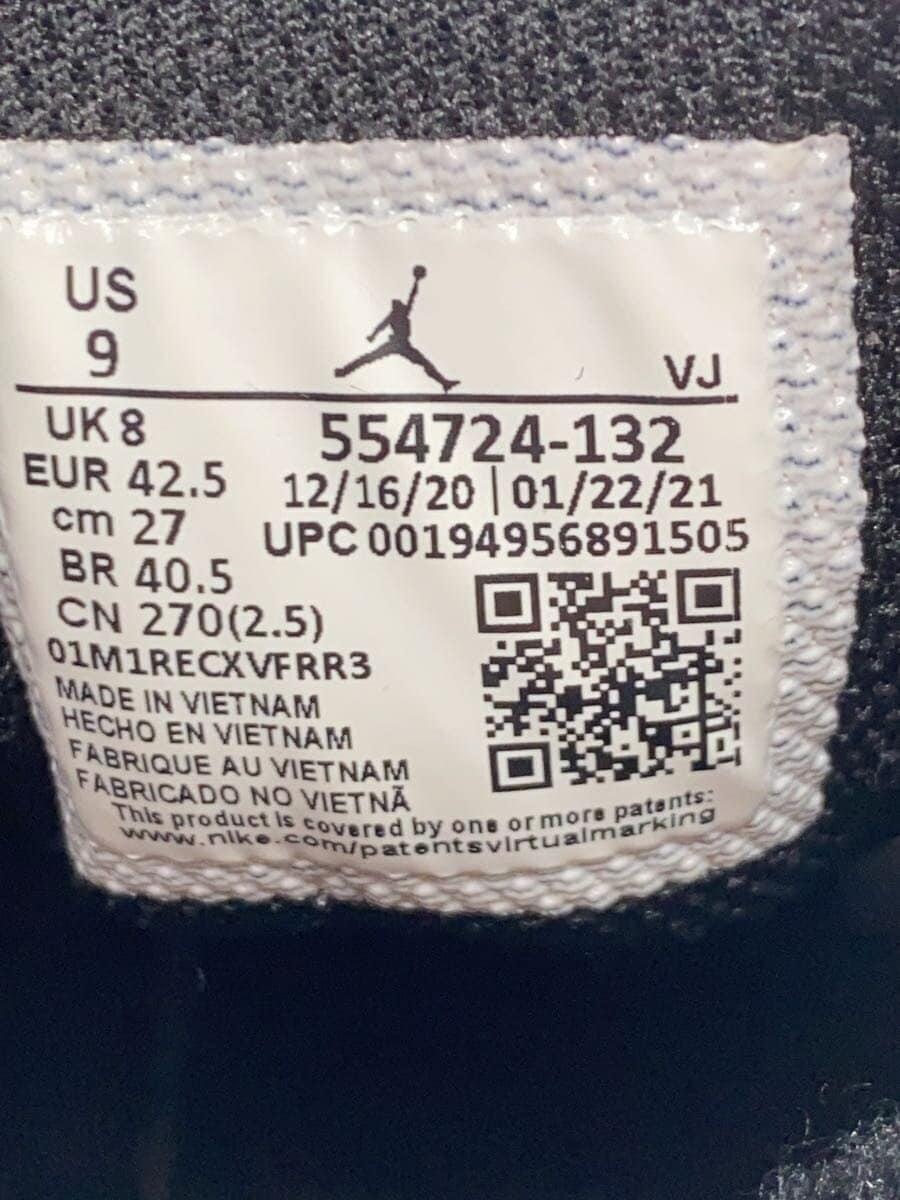 US
9
VJ
UK 8
EUR 42.5
cm 27
BR 40.5
CN 270(2.5)
554724-132
12/16/20 | 01/22/21
UPC 00194956891505
01M1RECXVFRR3
MADE IN VIETNAM
HECHO EN VIETNAM
FABRIQUE AU VIETNAM
FABRICADO NO VIETNÃ
This product is covered by one or more patents:
www.nike.com/patentsvirtualmarking